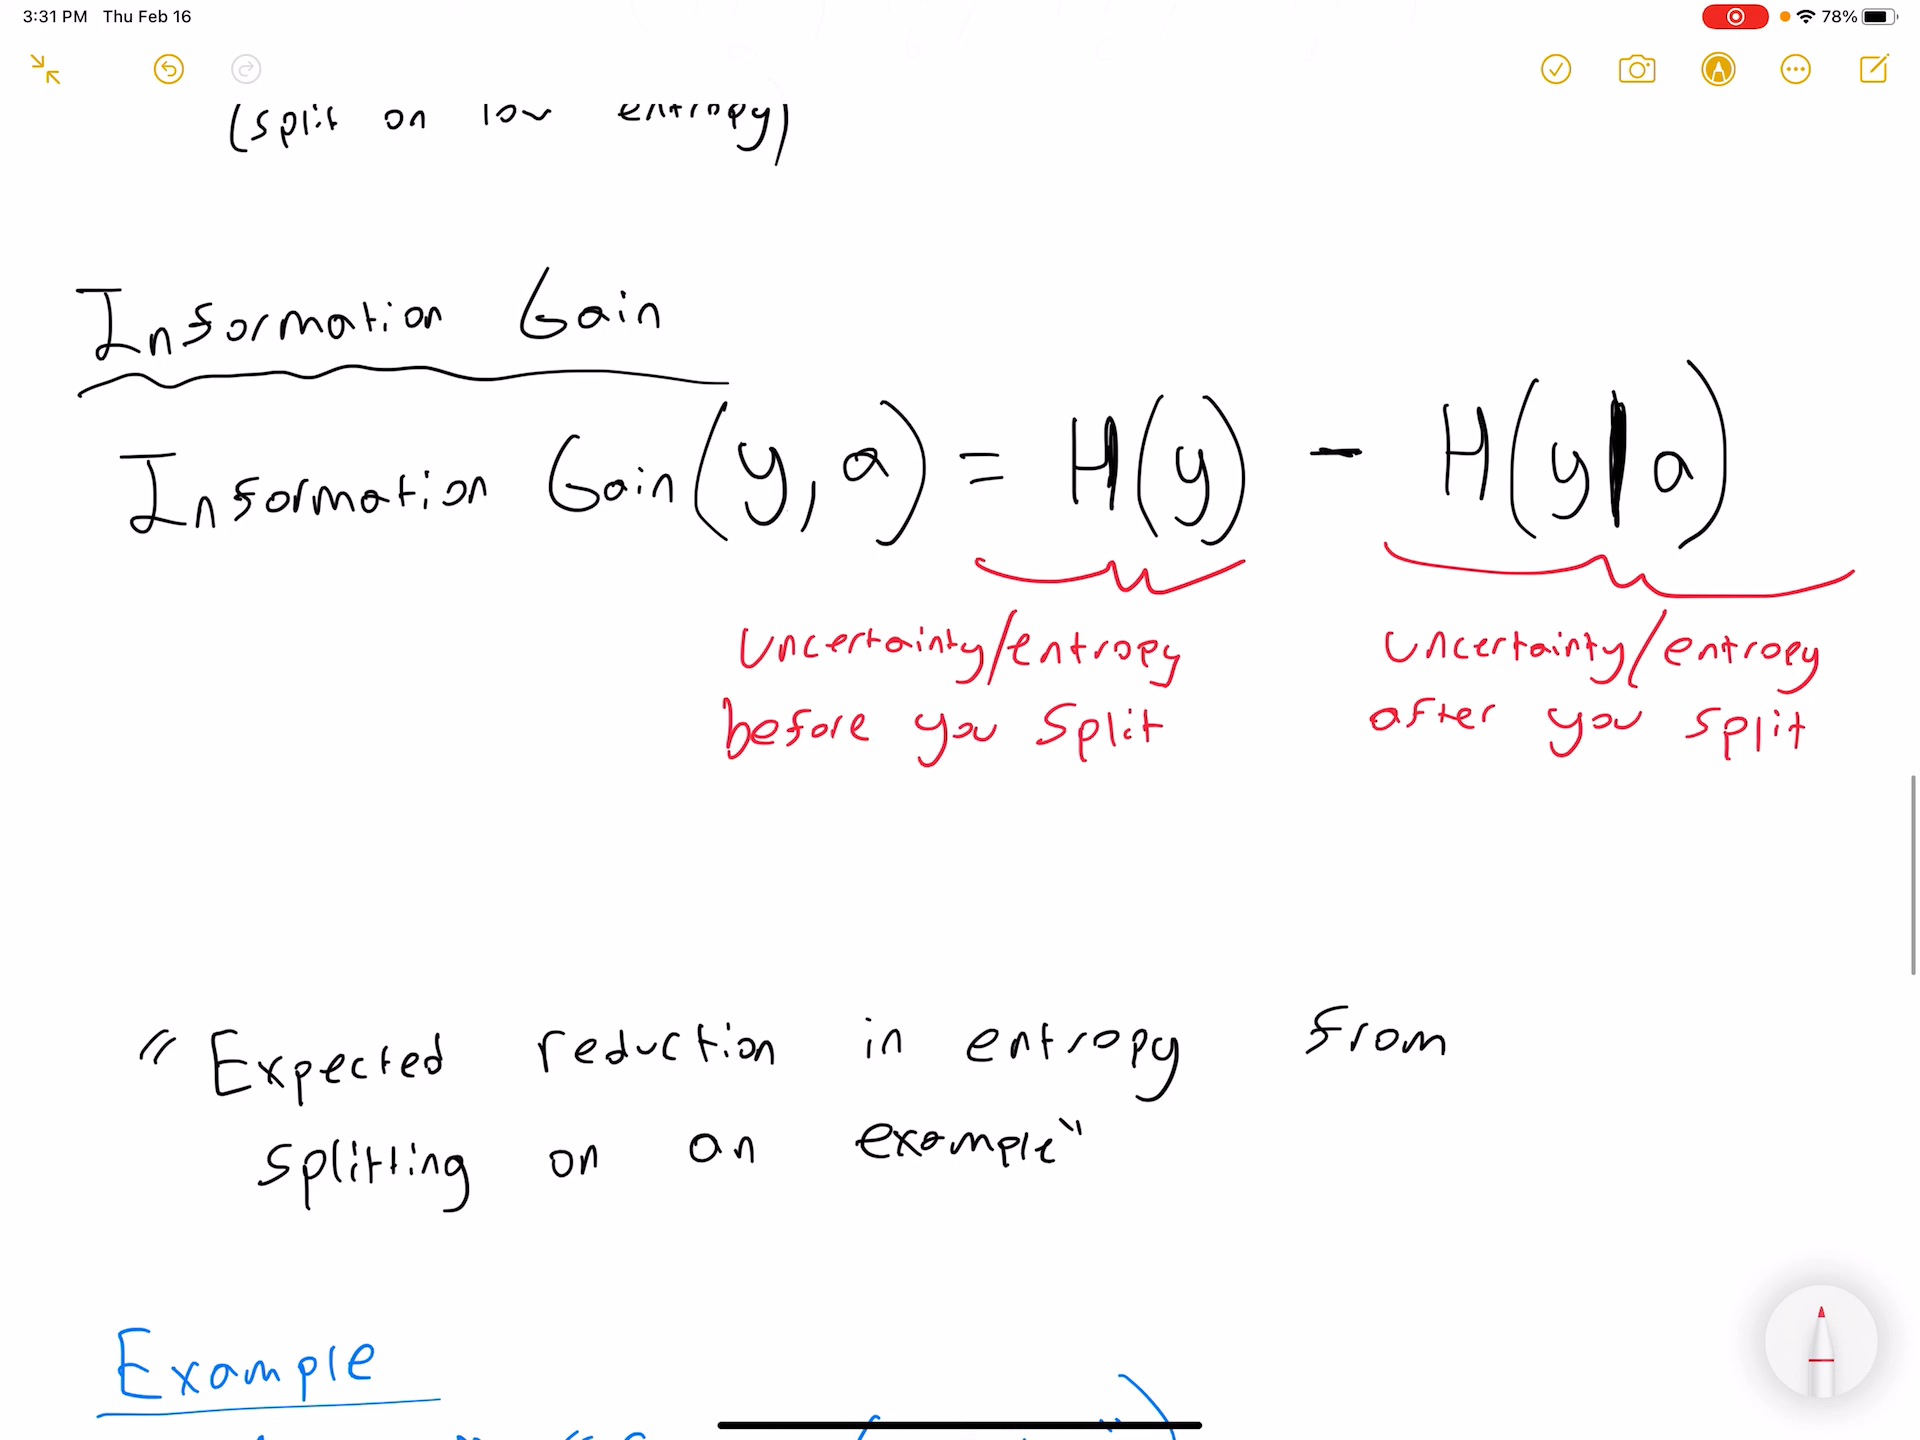 3:31 PM Thu Feb 16
78%
(split on low entropy)
Information Gain
Information Gain(y, a) = H(y) - H(y|a)
uncertainty/entropy
before you split
uncertainty/entropy
after you split
"Expected reduction in entropy from
splitting on an example"
Example